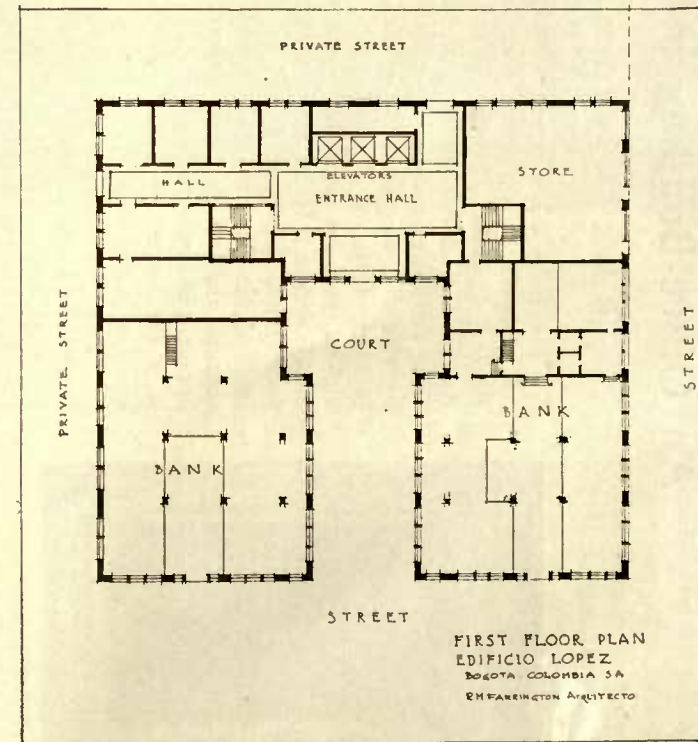 PRIVATE STREET
HALL
ELEVATORS
ENTRANCE HALL
STORE
PRIVATE STREET
COURT
STREET
BANK
BANK
STREET
FIRST FLOOR PLAN
EDIFICIO LOPEZ
BOGOTA COLOMBIA SA
RM FARRINGTON ARQUITECTO